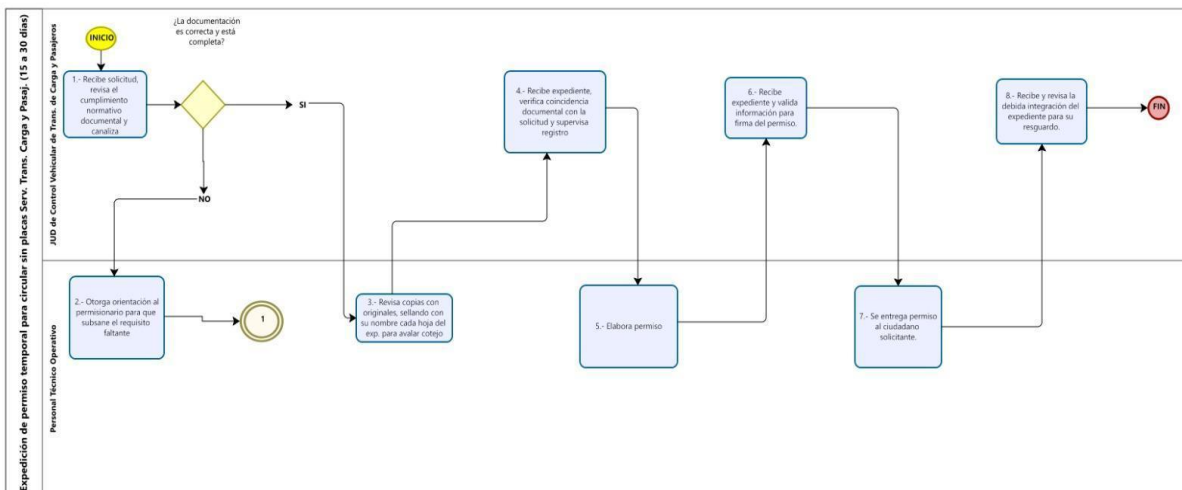 Expedición de permiso temporal para circular sin placas Serv. Trans. Carga y Pasaj. (15 a 30 días)
JUD de Control Vehicular de Trans. de Carga y Pasajeros
INICIO
¿La documentación
es correcta y está
completa?
1.- Recibe solicitud,
revisa el
cumplimiento
normativo
documental y
canaliza
SI
NO
4.- Recibe expediente,
verifica coincidencia
documental con la
solicitud y supervisa
registro
6.- Recibe
expediente y valida
información para
firma del permiso.
8.- Recibe y revisa la
debida integración del
expediente para su
resguardo.
FIN
Personal Técnico Operativo
2.- Otorga orientación al
permisionario para que
subsane el requisito
faltante
1
3.- Revisa copias con
originales, sellando con
su nombre cada hoja del
exp. para avalar cotejo
5.- Elabora permiso
7.- Se entrega permiso
al ciudadano
solicitante.